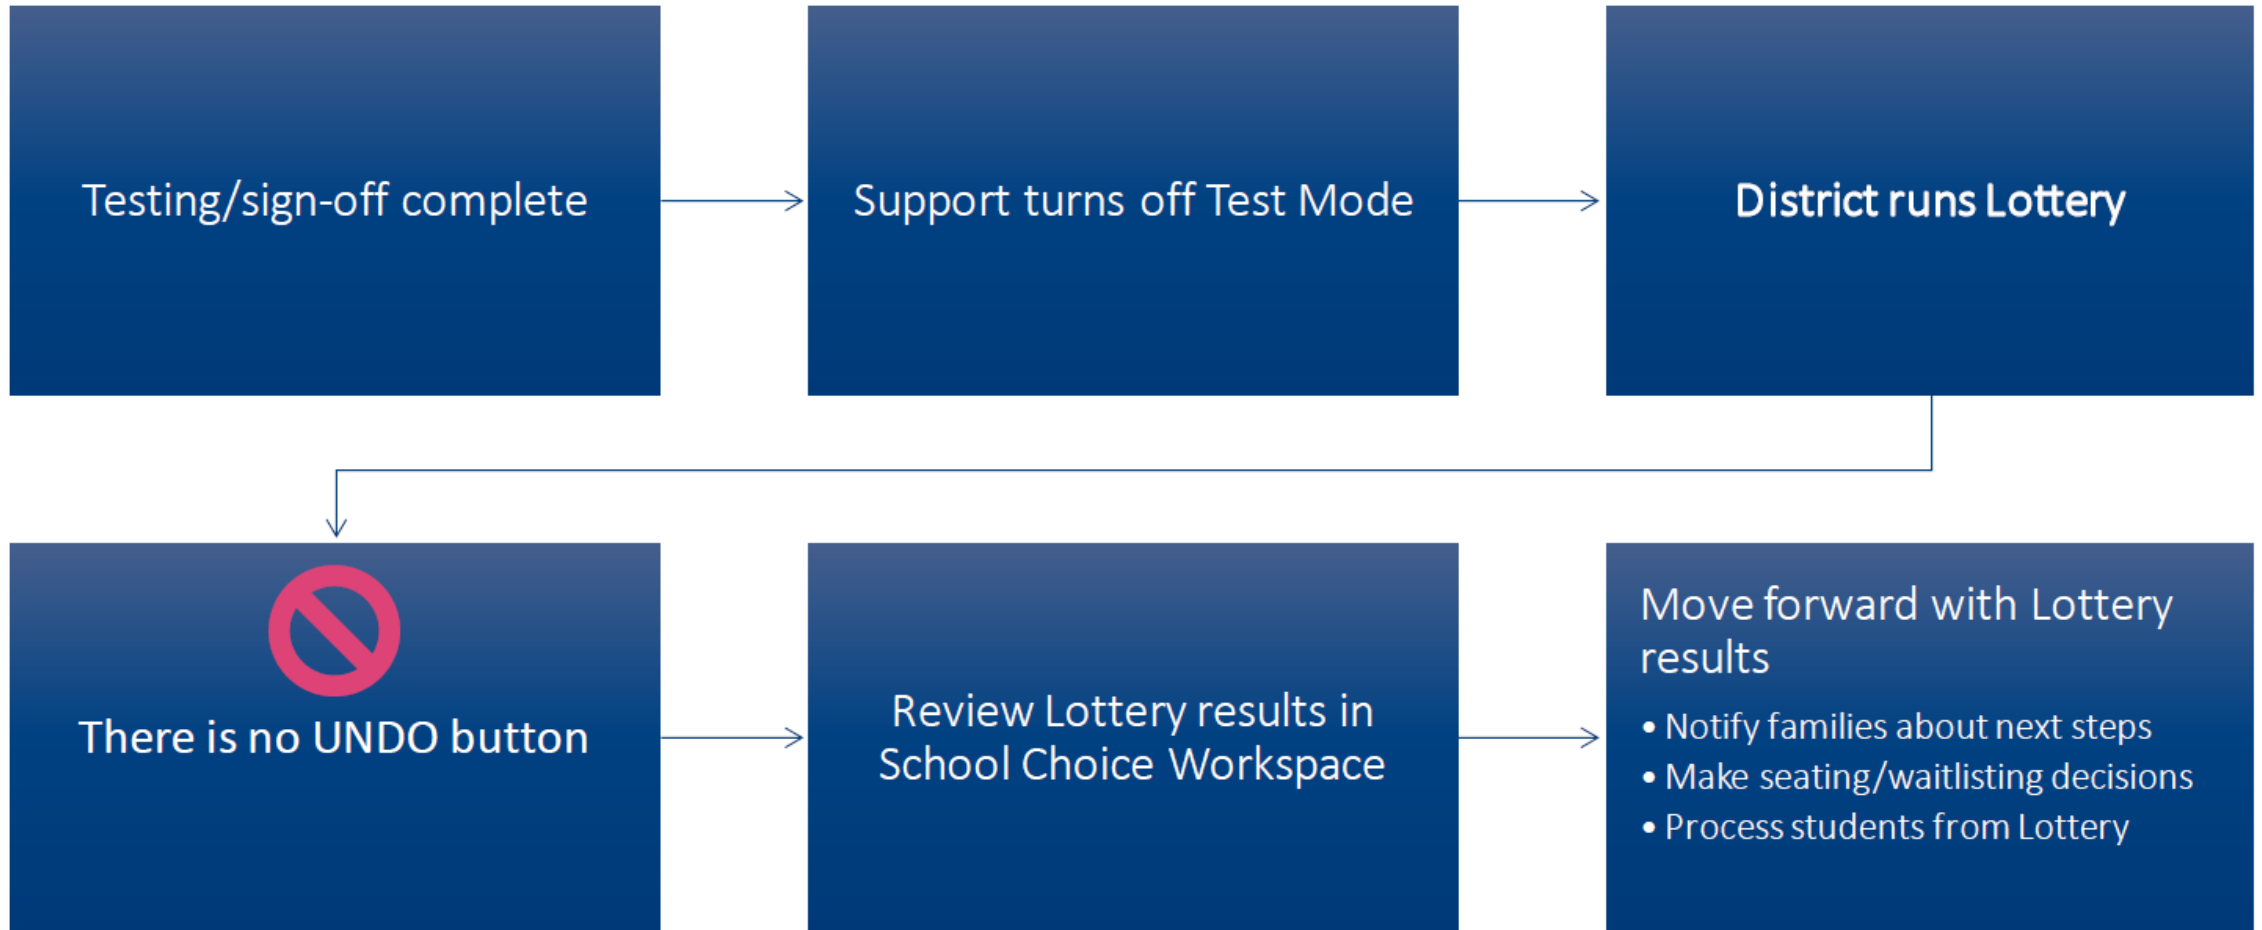 Testing/sign-off complete
Support turns off Test Mode
District runs Lottery
There is no UNDO button
Review Lottery results in
School Choice Workspace
Move forward with Lottery
results
• Notify families about next steps
• Make seating/waitlisting decisions
• Process students from Lottery